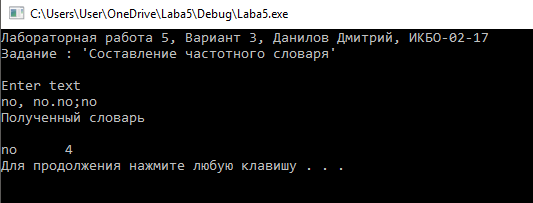 C:\Users\User\OneDrive\Laba5\Debug\Laba5.exe
Лабораторная работа 5, Вариант 3, Данилов Дмитрий, ИКБО-02-17
Задание : 'Составление частотного словаря'
Enter text
no, no.no;no
Полученный словарь
no      4
Для продолжения нажмите любую клавишу . . .